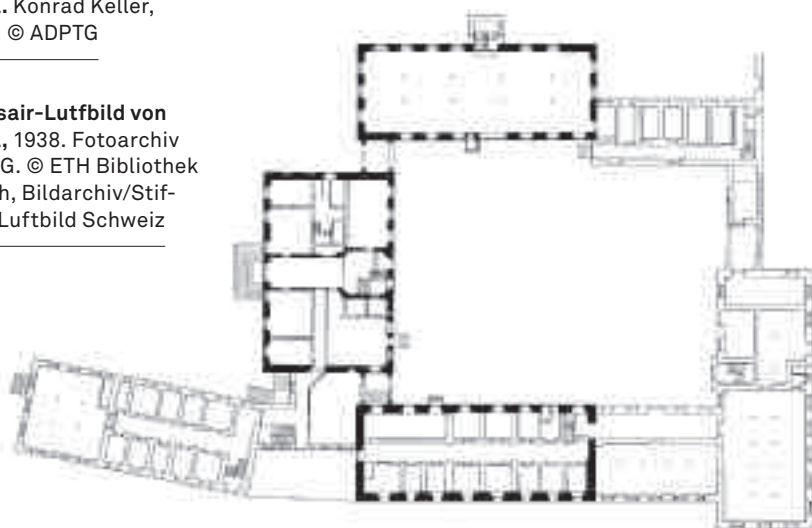 . Konrad Keller,
. © ADPTG
sair-Lutfbild von
., 1938. Fotoarchiv
G. © ETH Bibliothek
h, Bildarchiv/Stif-
Luftbild Schweiz